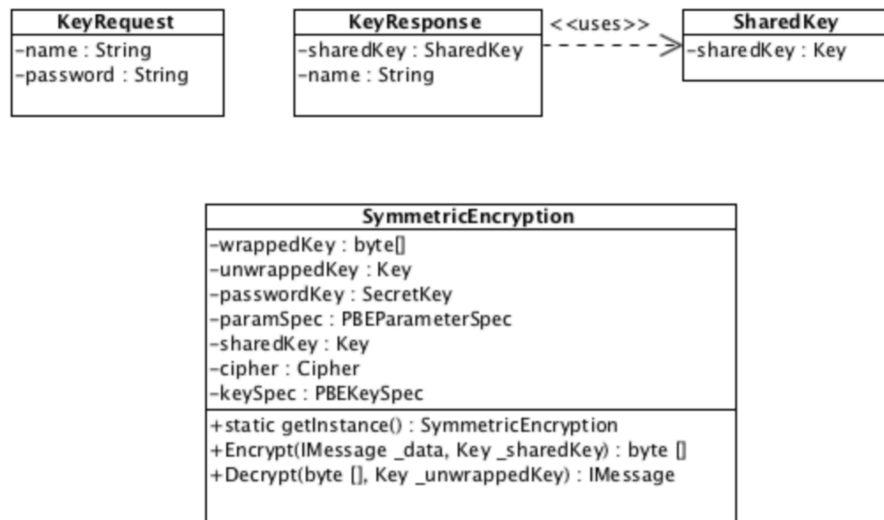 KeyRequest
-name : String
-password : String
KeyResponse
-sharedKey : SharedKey
-name : String
<<uses>>
SharedKey
-sharedKey : Key
SymmetricEncryption
-wrappedKey : byte[]
-unwrappedKey : Key
-passwordKey : SecretKey
-paramSpec : PBEParameterSpec
-sharedKey : Key
-cipher : Cipher
-keySpec : PBEKeySpec
+static getInstance() : SymmetricEncryption
+Encrypt(IMessage _data, Key _sharedKey) : byte []
+Decrypt(byte [], Key _unwrappedKey) : IMessage